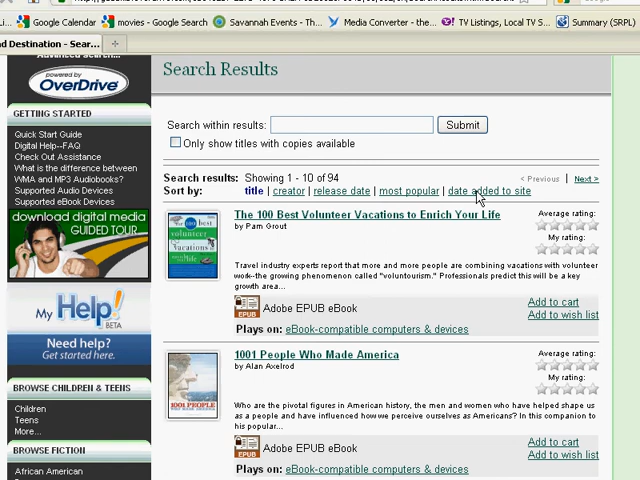 Google Calendar
movies - Google Search
Savannah Events - Th...
Media Converter - the...
TV Listings, Local TV S...
Summary (SRPL)
d Destination - Sear...
powered by
OverDrive
GETTING STARTED
Quick Start Guide
Digital Help--FAQ
Check Out Assistance
What is the difference between
WMA and MP3 Audiobooks?
Supported Audio Devices
Supported eBook Devices
download digital media
GUIDED TOUR
My Help!
BETA
Need help?
Get started here.
BROWSE CHILDREN & TEENS
Children
Teens
More...
BROWSE FICTION
African American
Search Results
Search within results:
Submit
Only show titles with copies available
Search results: Showing 1 - 10 of 94
< Previous | Next >
Sort by: title | creator | release date | most popular | date added to site
The 100 Best Volunteer Vacations to Enrich Your Life
by Pam Grout
Average rating:
My rating:
Travel industry experts report that more and more people are combining vacations with volunteer
work--the growing phenomenon called "voluntourism." Professionals predict this will be a key
growth area...
EPUB
Adobe EPUB eBook
Add to cart
Add to wish list
Plays on: eBook-compatible computers & devices
1001 People Who Made America
by Alan Axelrod
Average rating:
My rating:
Who are the pivotal figures in American history, the men and women who have helped shape us
as a people and have influenced how we perceive ourselves as Americans? In this companion to
his popular...
EPUB
Adobe EPUB eBook
Add to cart
Add to wish list
Plays on: eBook-compatible computers & devices